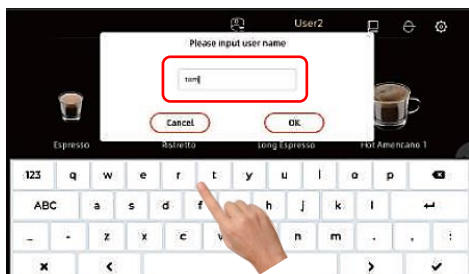 User2
Please input user name
tom
Cancel OK
Espresso Ristretto Long Espresso Hot Americano 1
123 q w e r t y u i o p
ABC a s d f h j k l
- - z x c v n m . , :